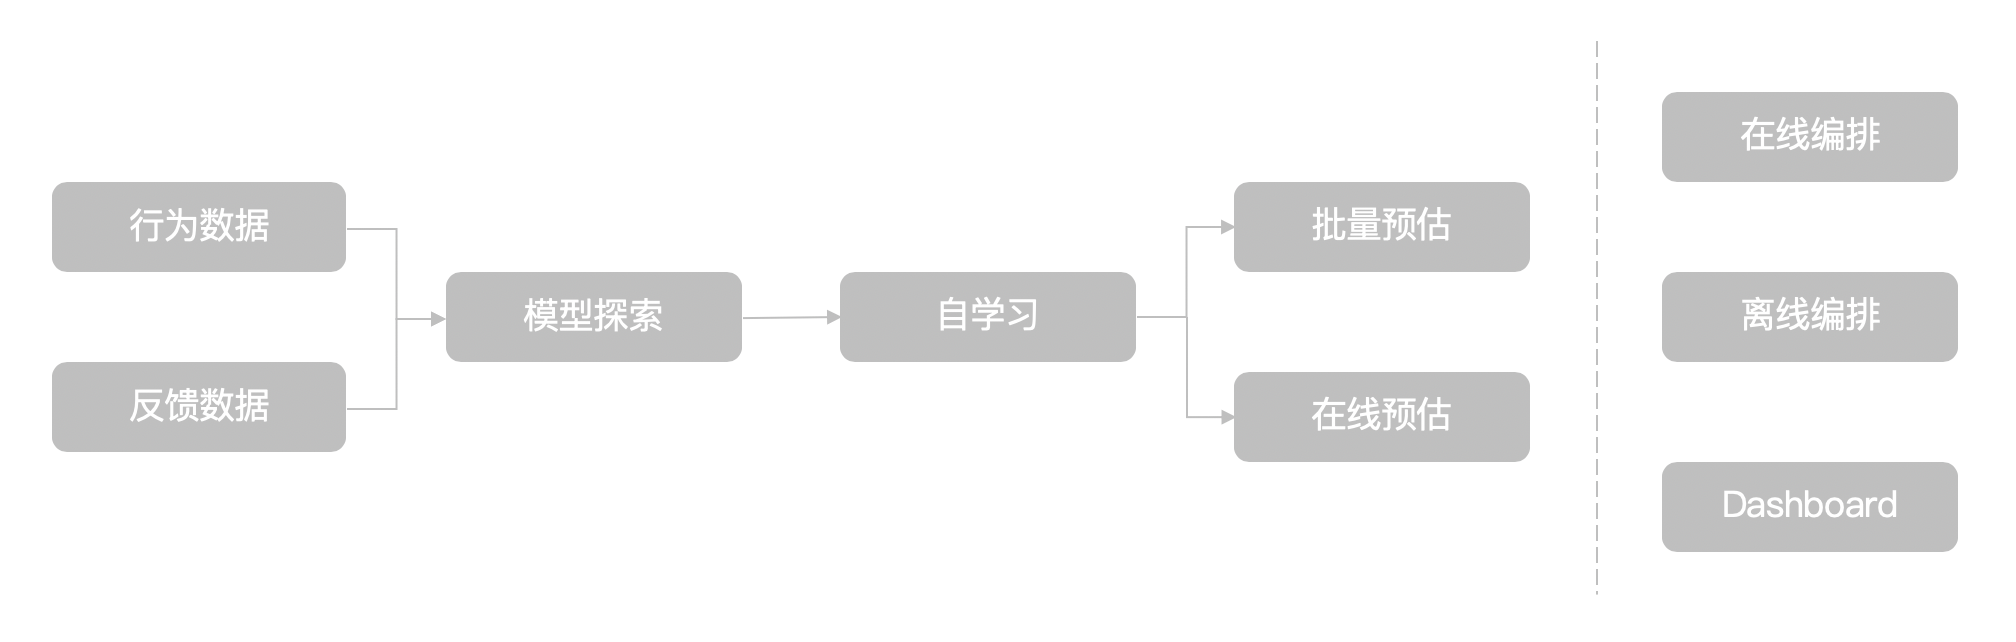 行为数据
反馈数据
模型探索
自学习
批量预估
在线预估
在线编排
离线编排
Dashboard